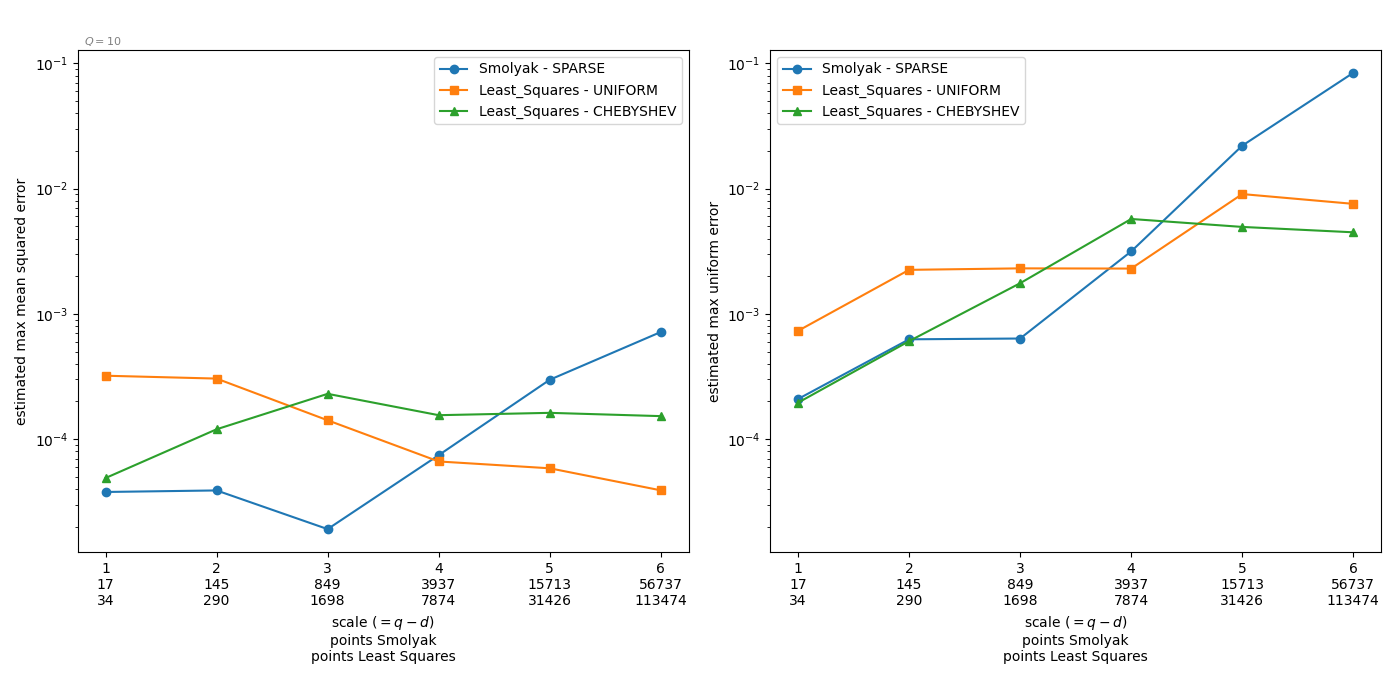 Q = 10
Smolyak - SPARSE
Least_Squares - UNIFORM
Least_Squares - CHEBYSHEV
estimated max mean squared error
10⁻¹
10⁻²
10⁻³
10⁻⁴
1 2 3 4 5 6
17 145 849 3937 15713 56737
34 290 1698 7874 31426 113474
scale (= q − d)
points Smolyak
points Least Squares
Smolyak - SPARSE
Least_Squares - UNIFORM
Least_Squares - CHEBYSHEV
estimated max uniform error
10⁻¹
10⁻²
10⁻³
10⁻⁴
1 2 3 4 5 6
17 145 849 3937 15713 56737
34 290 1698 7874 31426 113474
scale (= q − d)
points Smolyak
points Least Squares